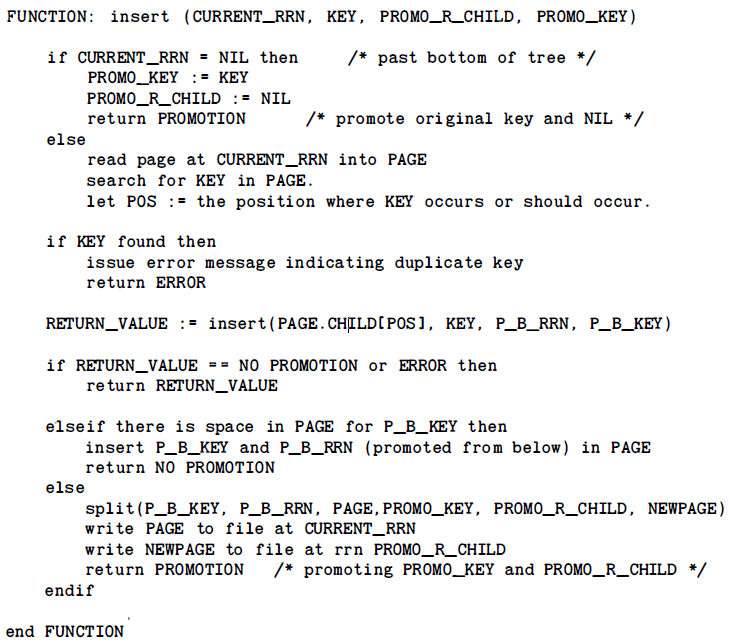 FUNCTION: insert (CURRENT_RRN, KEY, PROMO_R_CHILD, PROMO_KEY)
if CURRENT_RRN = NIL then /* past bottom of tree */
PROMO_KEY := KEY
PROMO_R_CHILD := NIL
return PROMOTION /* promote original key and NIL */
else
read page at CURRENT_RRN into PAGE
search for KEY in PAGE.
let POS := the position where KEY occurs or should occur.
if KEY found then
issue error message indicating duplicate key
return ERROR
RETURN_VALUE := insert(PAGE.CHILD[POS], KEY, P_B_RRN, P_B_KEY)
if RETURN_VALUE == NO PROMOTION or ERROR then
return RETURN_VALUE
elseif there is space in PAGE for P_B_KEY then
insert P_B_KEY and P_B_RRN (promoted from below) in PAGE
return NO PROMOTION
else
split(P_B_KEY, P_B_RRN, PAGE,PROMO_KEY, PROMO_R_CHILD, NEWPAGE)
write PAGE to file at CURRENT_RRN
write NEWPAGE to file at rrn PROMO_R_CHILD
return PROMOTION /* promoting PROMO_KEY and PROMO_R_CHILD */
endif
end FUNCTION